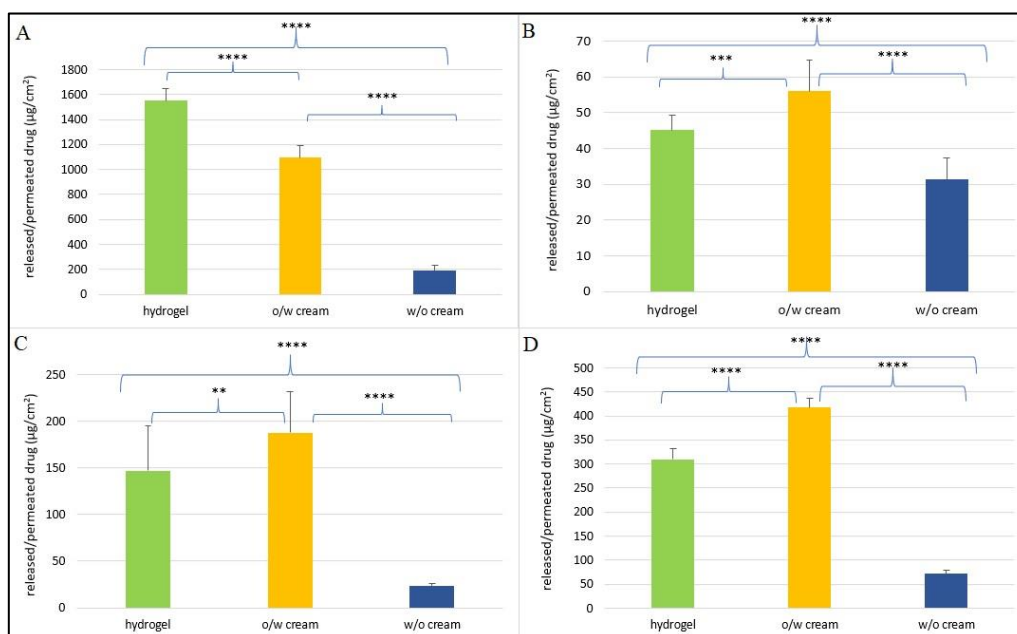 A
****
****
****
released/permeated drug (µg/cm²)
1800
1600
1400
1200
1000
800
600
400
200
0
hydrogel
o/w cream
w/o cream
B
****
***
****
released/permeated drug (µg/cm²)
70
60
50
40
30
20
10
0
hydrogel
o/w cream
w/o cream
C
****
**
****
released/permeated drug (µg/cm²)
250
200
150
100
50
0
hydrogel
o/w cream
w/o cream
D
****
****
****
released/permeated drug (µg/cm²)
500
450
400
350
300
250
200
150
100
50
0
hydrogel
o/w cream
w/o cream